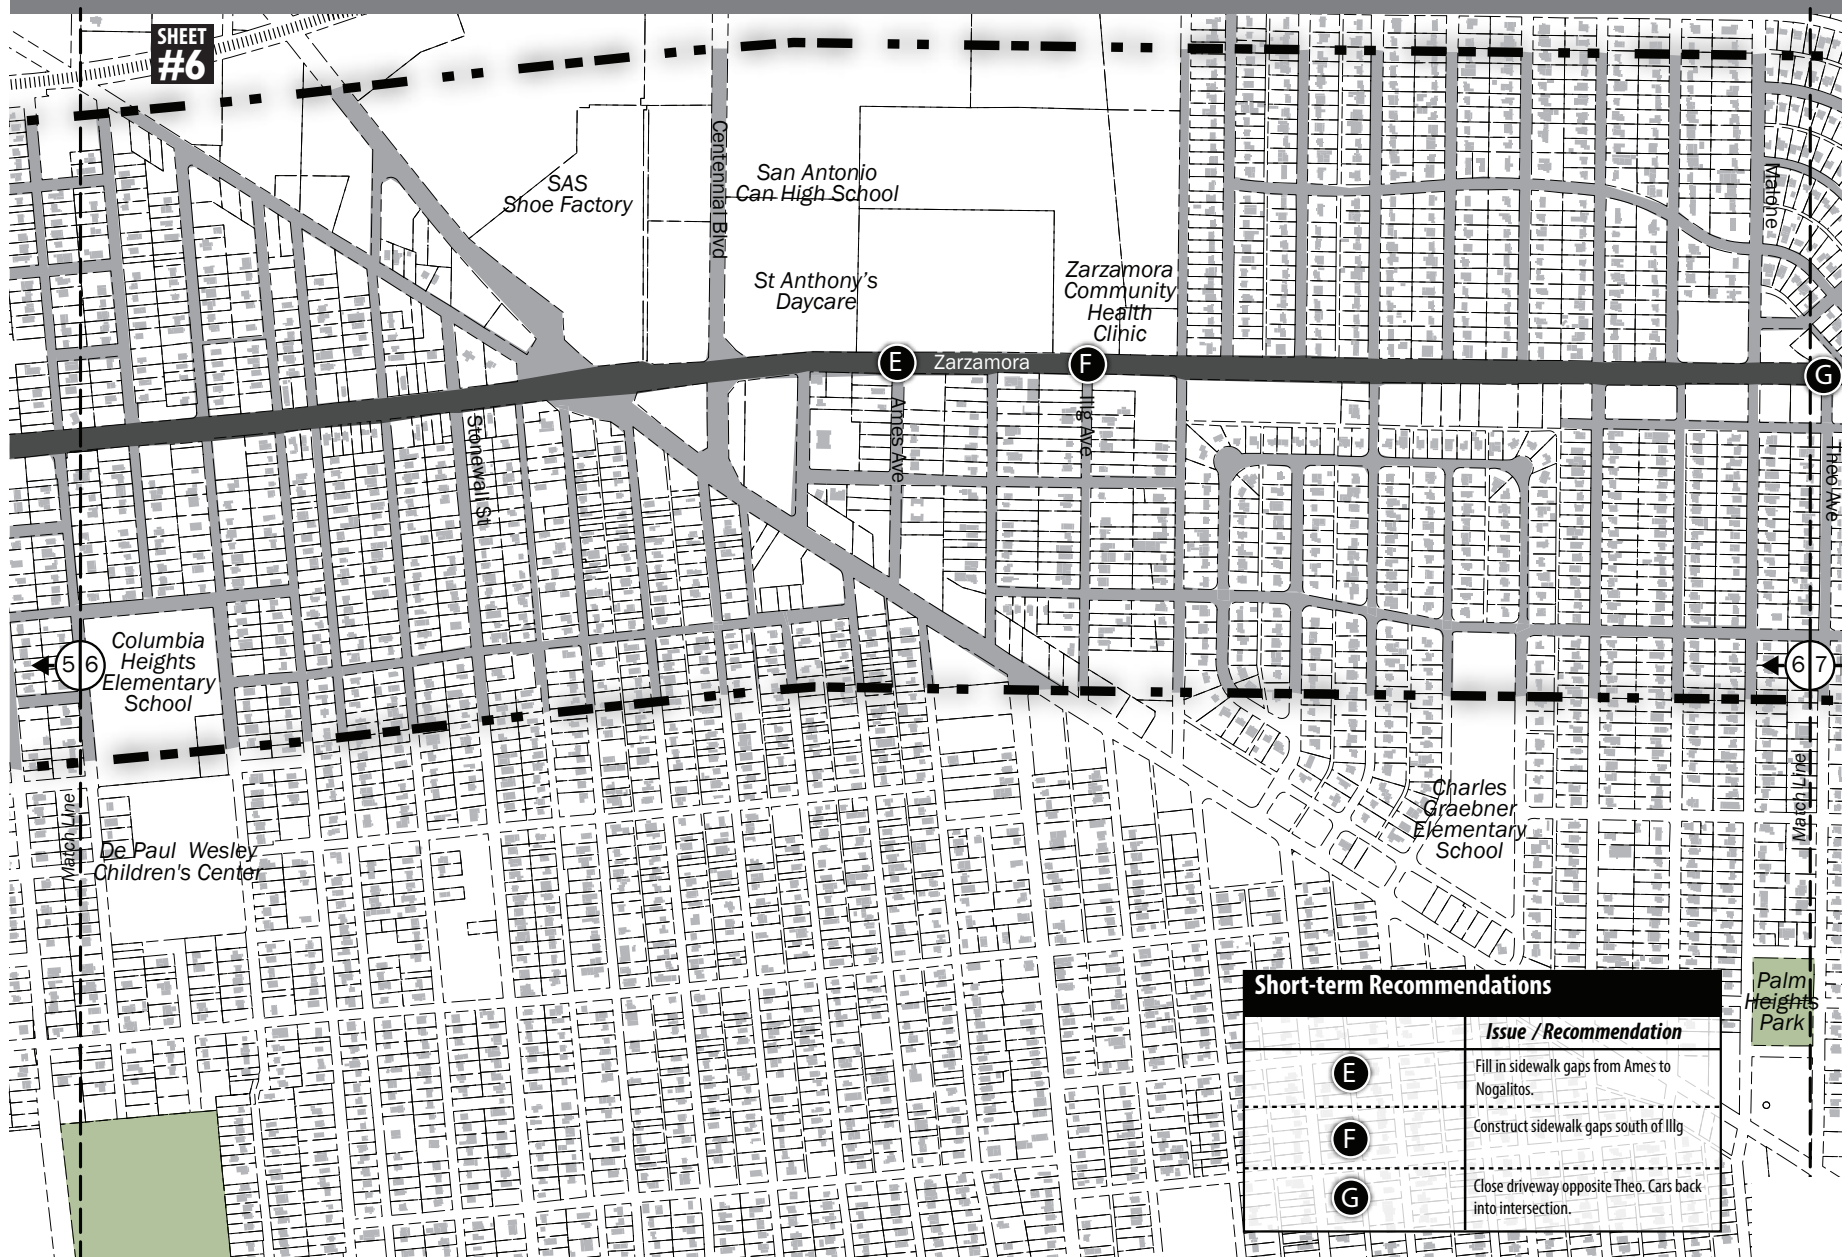 SHEET
#6
Centennial Blvd
SAS
Shoe Factory
San Antonio
Can High School
St Anthony's
Daycare
Zarzamora
Community
Health
Clinic
Malone
E
Zarzamora
F
G
Stonewall St
Ames Ave
Illg Ave
Theo Ave
5 6
Columbia
Heights
Elementary
School
6 7
Match Line
De Paul Wesley
Children's Center
Charles
Graebner
Elementary
School
Match Line
Palm
Heights
Park
Short-term Recommendations
Issue / Recommendation
E
Fill in sidewalk gaps from Ames to
Nogalitos.
F
Construct sidewalk gaps south of Illg
G
Close driveway opposite Theo. Cars back
into intersection.